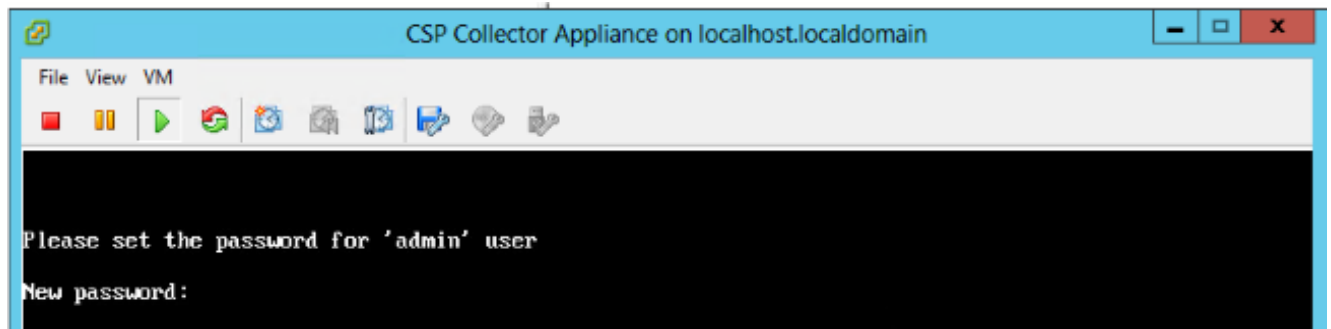 CSP Collector Appliance on localhost.localdomain
File View VM
Please set the password for 'admin' user
New password: